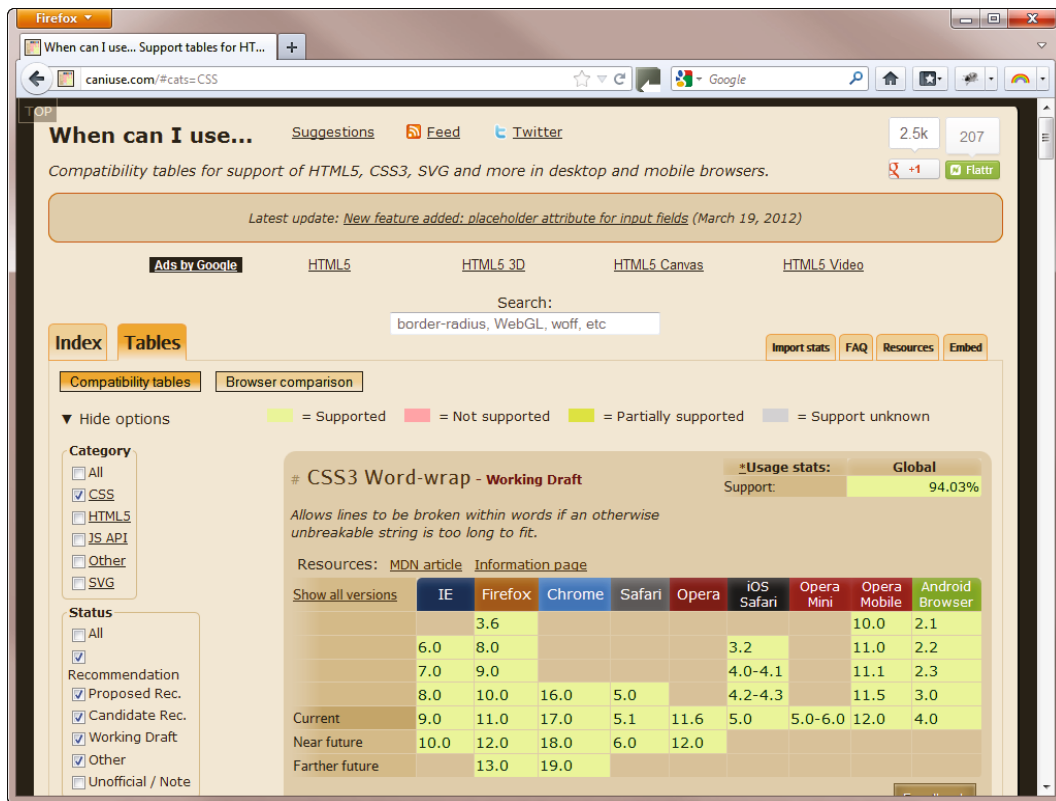 Firefox
When can I use... Support tables for HT...
caniuse.com/#cats=CSS
Google
TOP
When can I use...
Suggestions
Feed
Twitter
2.5k
207
+1
Flattr
Compatibility tables for support of HTML5, CSS3, SVG and more in desktop and mobile browsers.
Latest update: New feature added: placeholder attribute for input fields (March 19, 2012)
Ads by Google
HTML5
HTML5 3D
HTML5 Canvas
HTML5 Video
Search:
border-radius, WebGL, woff, etc
Index
Tables
Import stats
FAQ
Resources
Embed
Compatibility tables
Browser comparison
▼ Hide options
= Supported
= Not supported
= Partially supported
= Support unknown
Category
All
CSS
HTML5
JS API
Other
SVG
Status
All
Recommendation
Proposed Rec.
Candidate Rec.
Working Draft
Other
Unofficial / Note
# CSS3 Word-wrap - Working Draft
*Usage stats: Global
Support: 94.03%
Allows lines to be broken within words if an otherwise
unbreakable string is too long to fit.
Resources: MDN article Information page
Show all versions IE Firefox Chrome Safari Opera iOS Safari Opera Mini Opera Mobile Android Browser
3.6 10.0 2.1
6.0 8.0 3.2 11.0 2.2
7.0 9.0 4.0-4.1 11.1 2.3
8.0 10.0 16.0 5.0 4.2-4.3 11.5 3.0
Current 9.0 11.0 17.0 5.1 11.6 5.0 5.0-6.0 12.0 4.0
Near future 10.0 12.0 18.0 6.0 12.0
Farther future 13.0 19.0